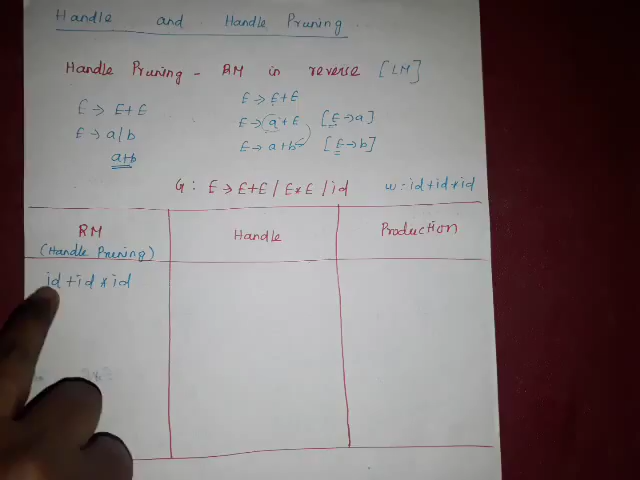 Handle and Handle Pruning
Handle Pruning - RM in reverse [LM]
E → E+E
E → a/b
a+b
E → E+E
E → a+E [E→a]
E → a+b [E→b]
G: E → E+E / E*E / id w: id+id*id
RM
(Handle Pruning)
Handle
Production
id + id * id